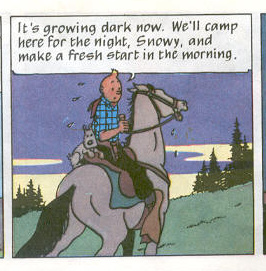 It's growing dark now. We'll camp
here for the night, Snowy, and
make a fresh start in the morning.